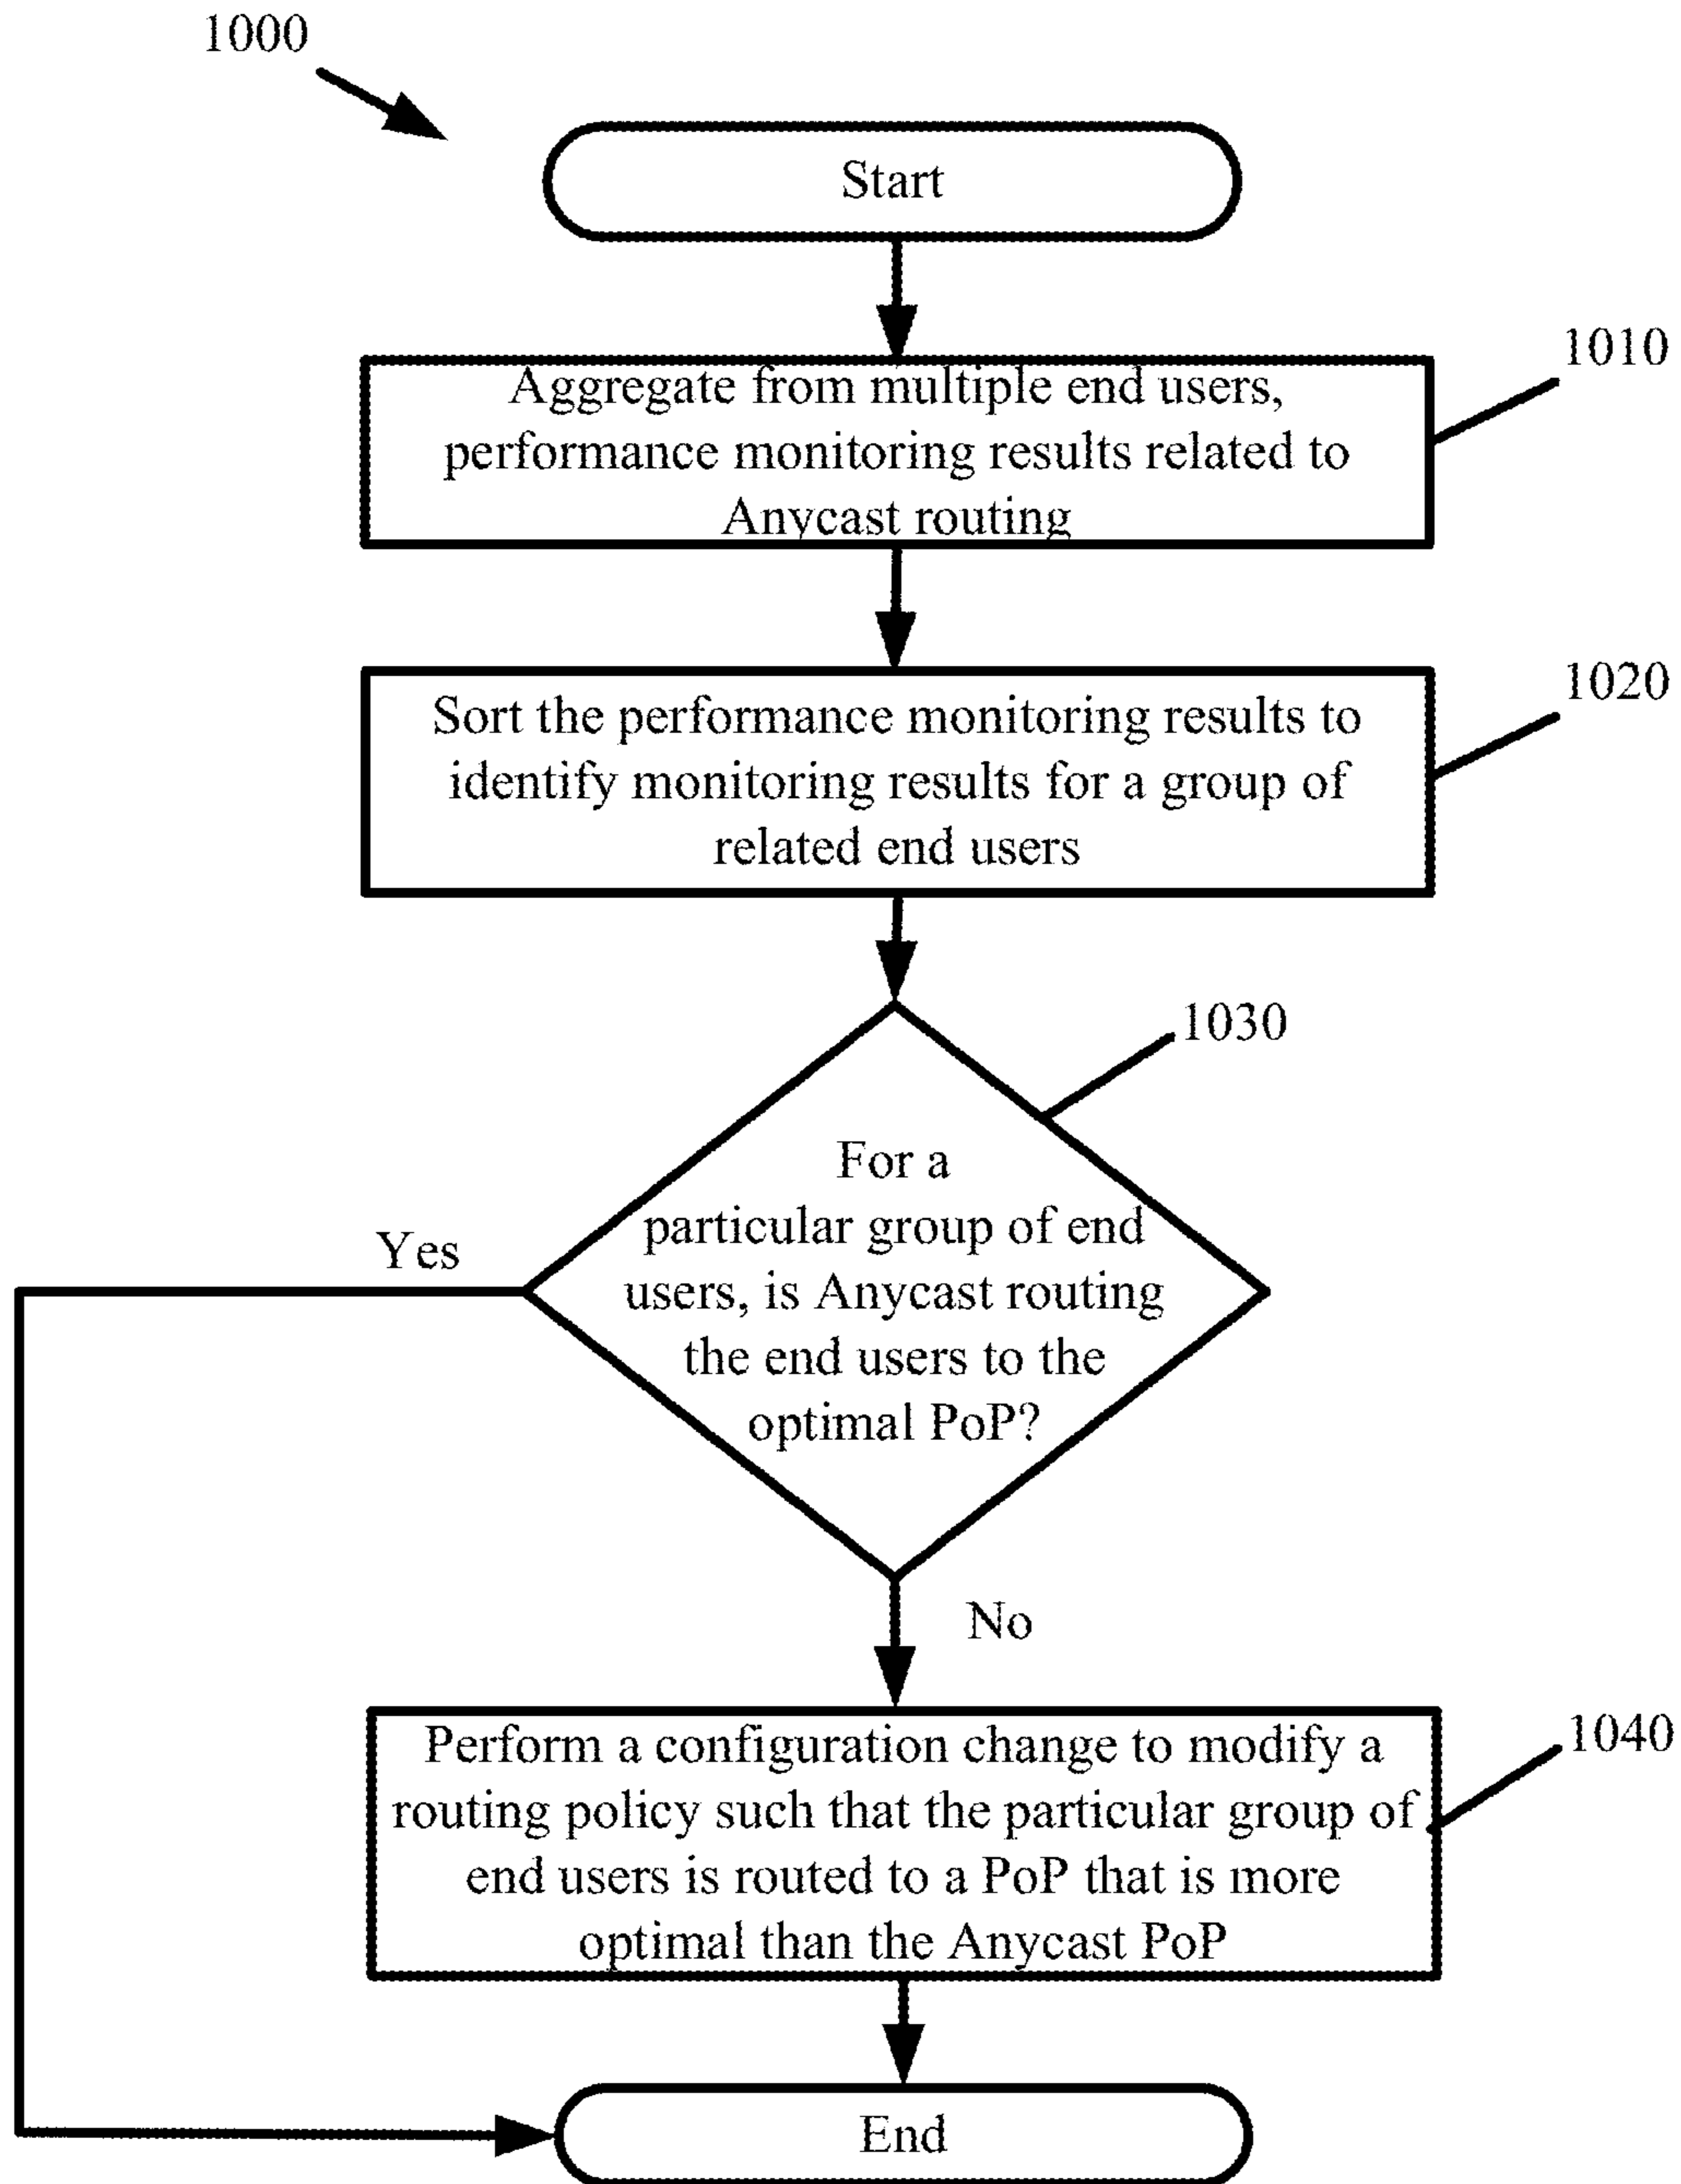 1000
Start
1010
Aggregate from multiple end users,
performance monitoring results related to
Anycast routing
1020
Sort the performance monitoring results to
identify monitoring results for a group of
related end users
1030
For a
particular group of end
users, is Anycast routing
the end users to the
optimal PoP?
Yes
No
1040
Perform a configuration change to modify a
routing policy such that the particular group of
end users is routed to a PoP that is more
optimal than the Anycast PoP
End